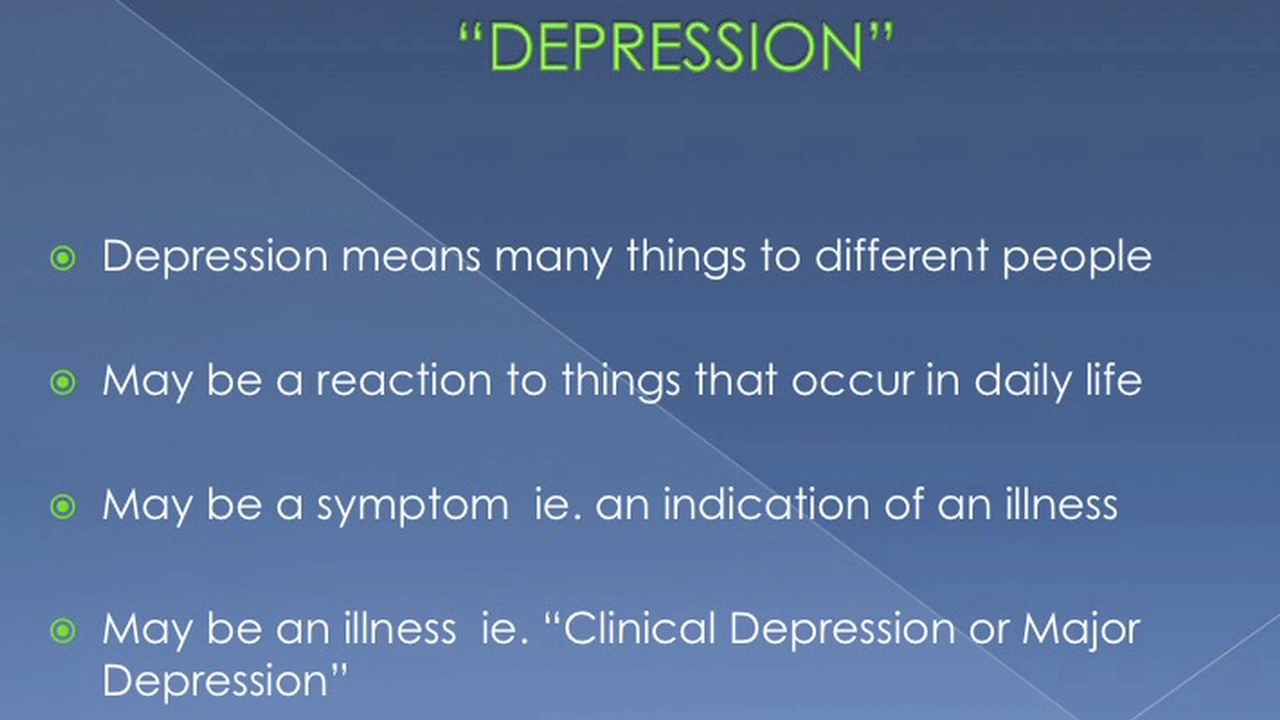 “DEPRESSION”
Depression means many things to different people
May be a reaction to things that occur in daily life
May be a symptom  ie. an indication of an illness
May be an illness  ie. “Clinical Depression or Major
Depression”